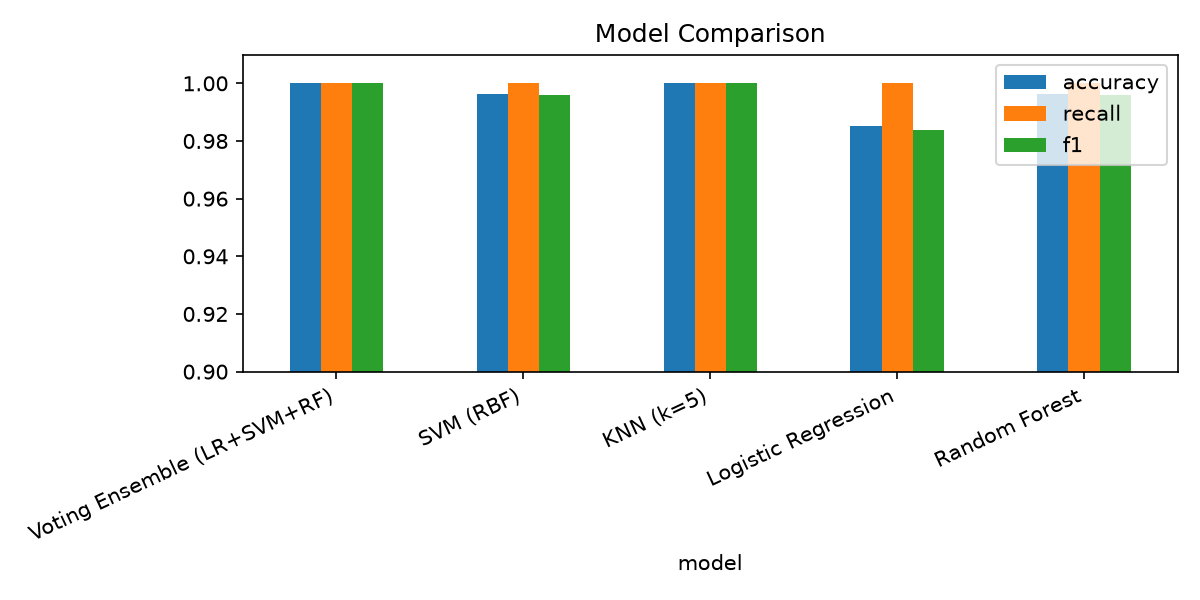 Model Comparison
1.00
0.98
0.96
0.94
0.92
0.90
accuracy
recall
f1
Voting Ensemble (LR+SVM+RF)
SVM (RBF)
KNN (k=5)
Logistic Regression
Random Forest
model